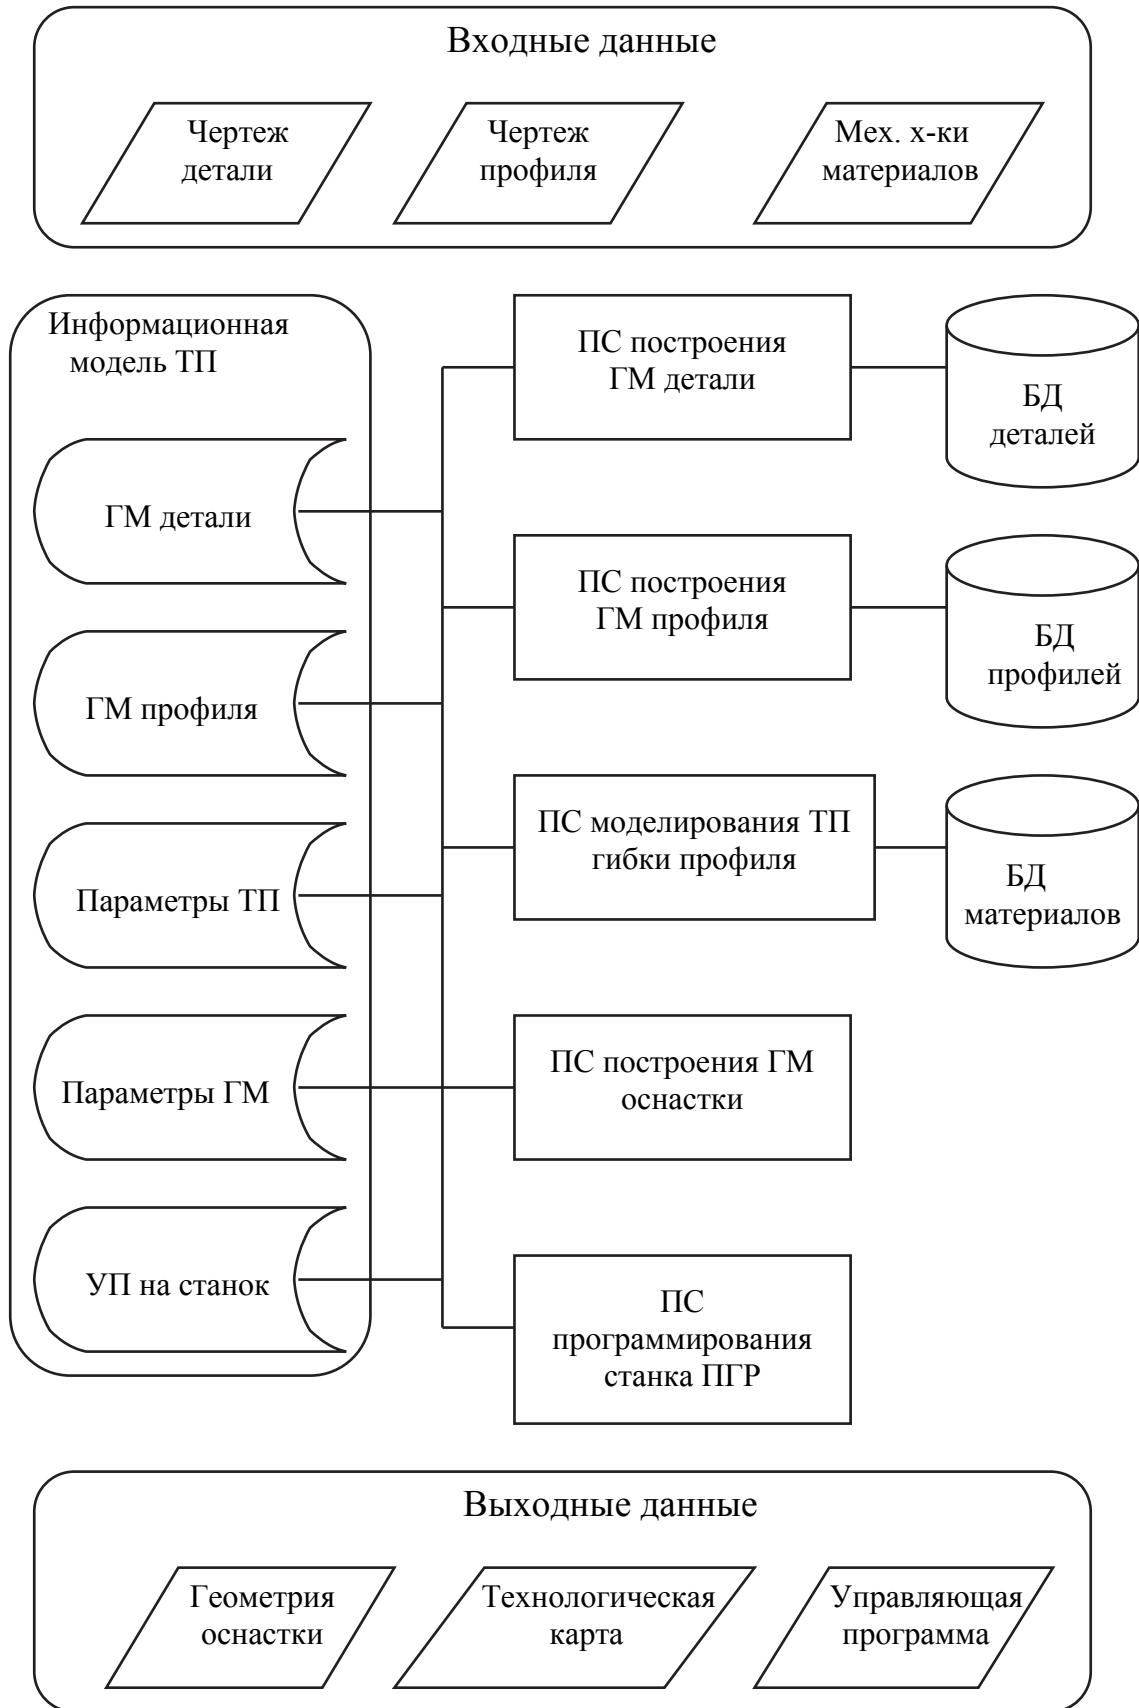 Входные данные
Чертеж
детали
Чертеж
профиля
Мех. х-ки
материалов
Информационная
модель ТП
ГМ детали
ГМ профиля
Параметры ТП
Параметры ГМ
УП на станок
ПС построения
ГМ детали
БД
деталей
ПС построения
ГМ профиля
БД
профилей
ПС моделирования ТП
гибки профиля
БД
материалов
ПС построения ГМ
оснастки
ПС
программирования
станка ПГР
Выходные данные
Геометрия
оснастки
Технологическая
карта
Управляющая
программа